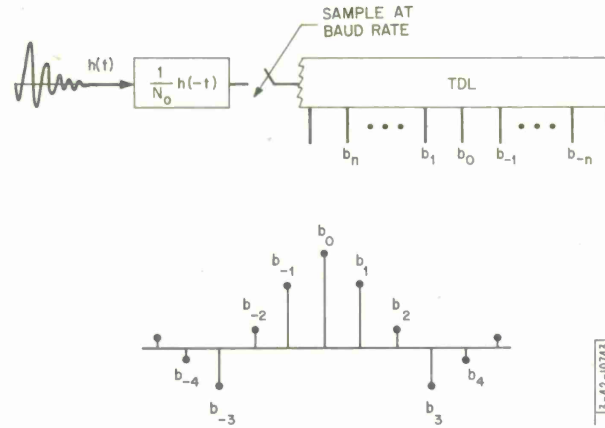 SAMPLE AT
BAUD RATE
h(t)
1/N₀ h(-t)
TDL
bₙ ••• b₁ b₀ b₋₁ ••• b₋ₙ
b₀
b₋₁ b₁
b₋₂ b₂
b₋₄ b₄
b₋₃ b₃